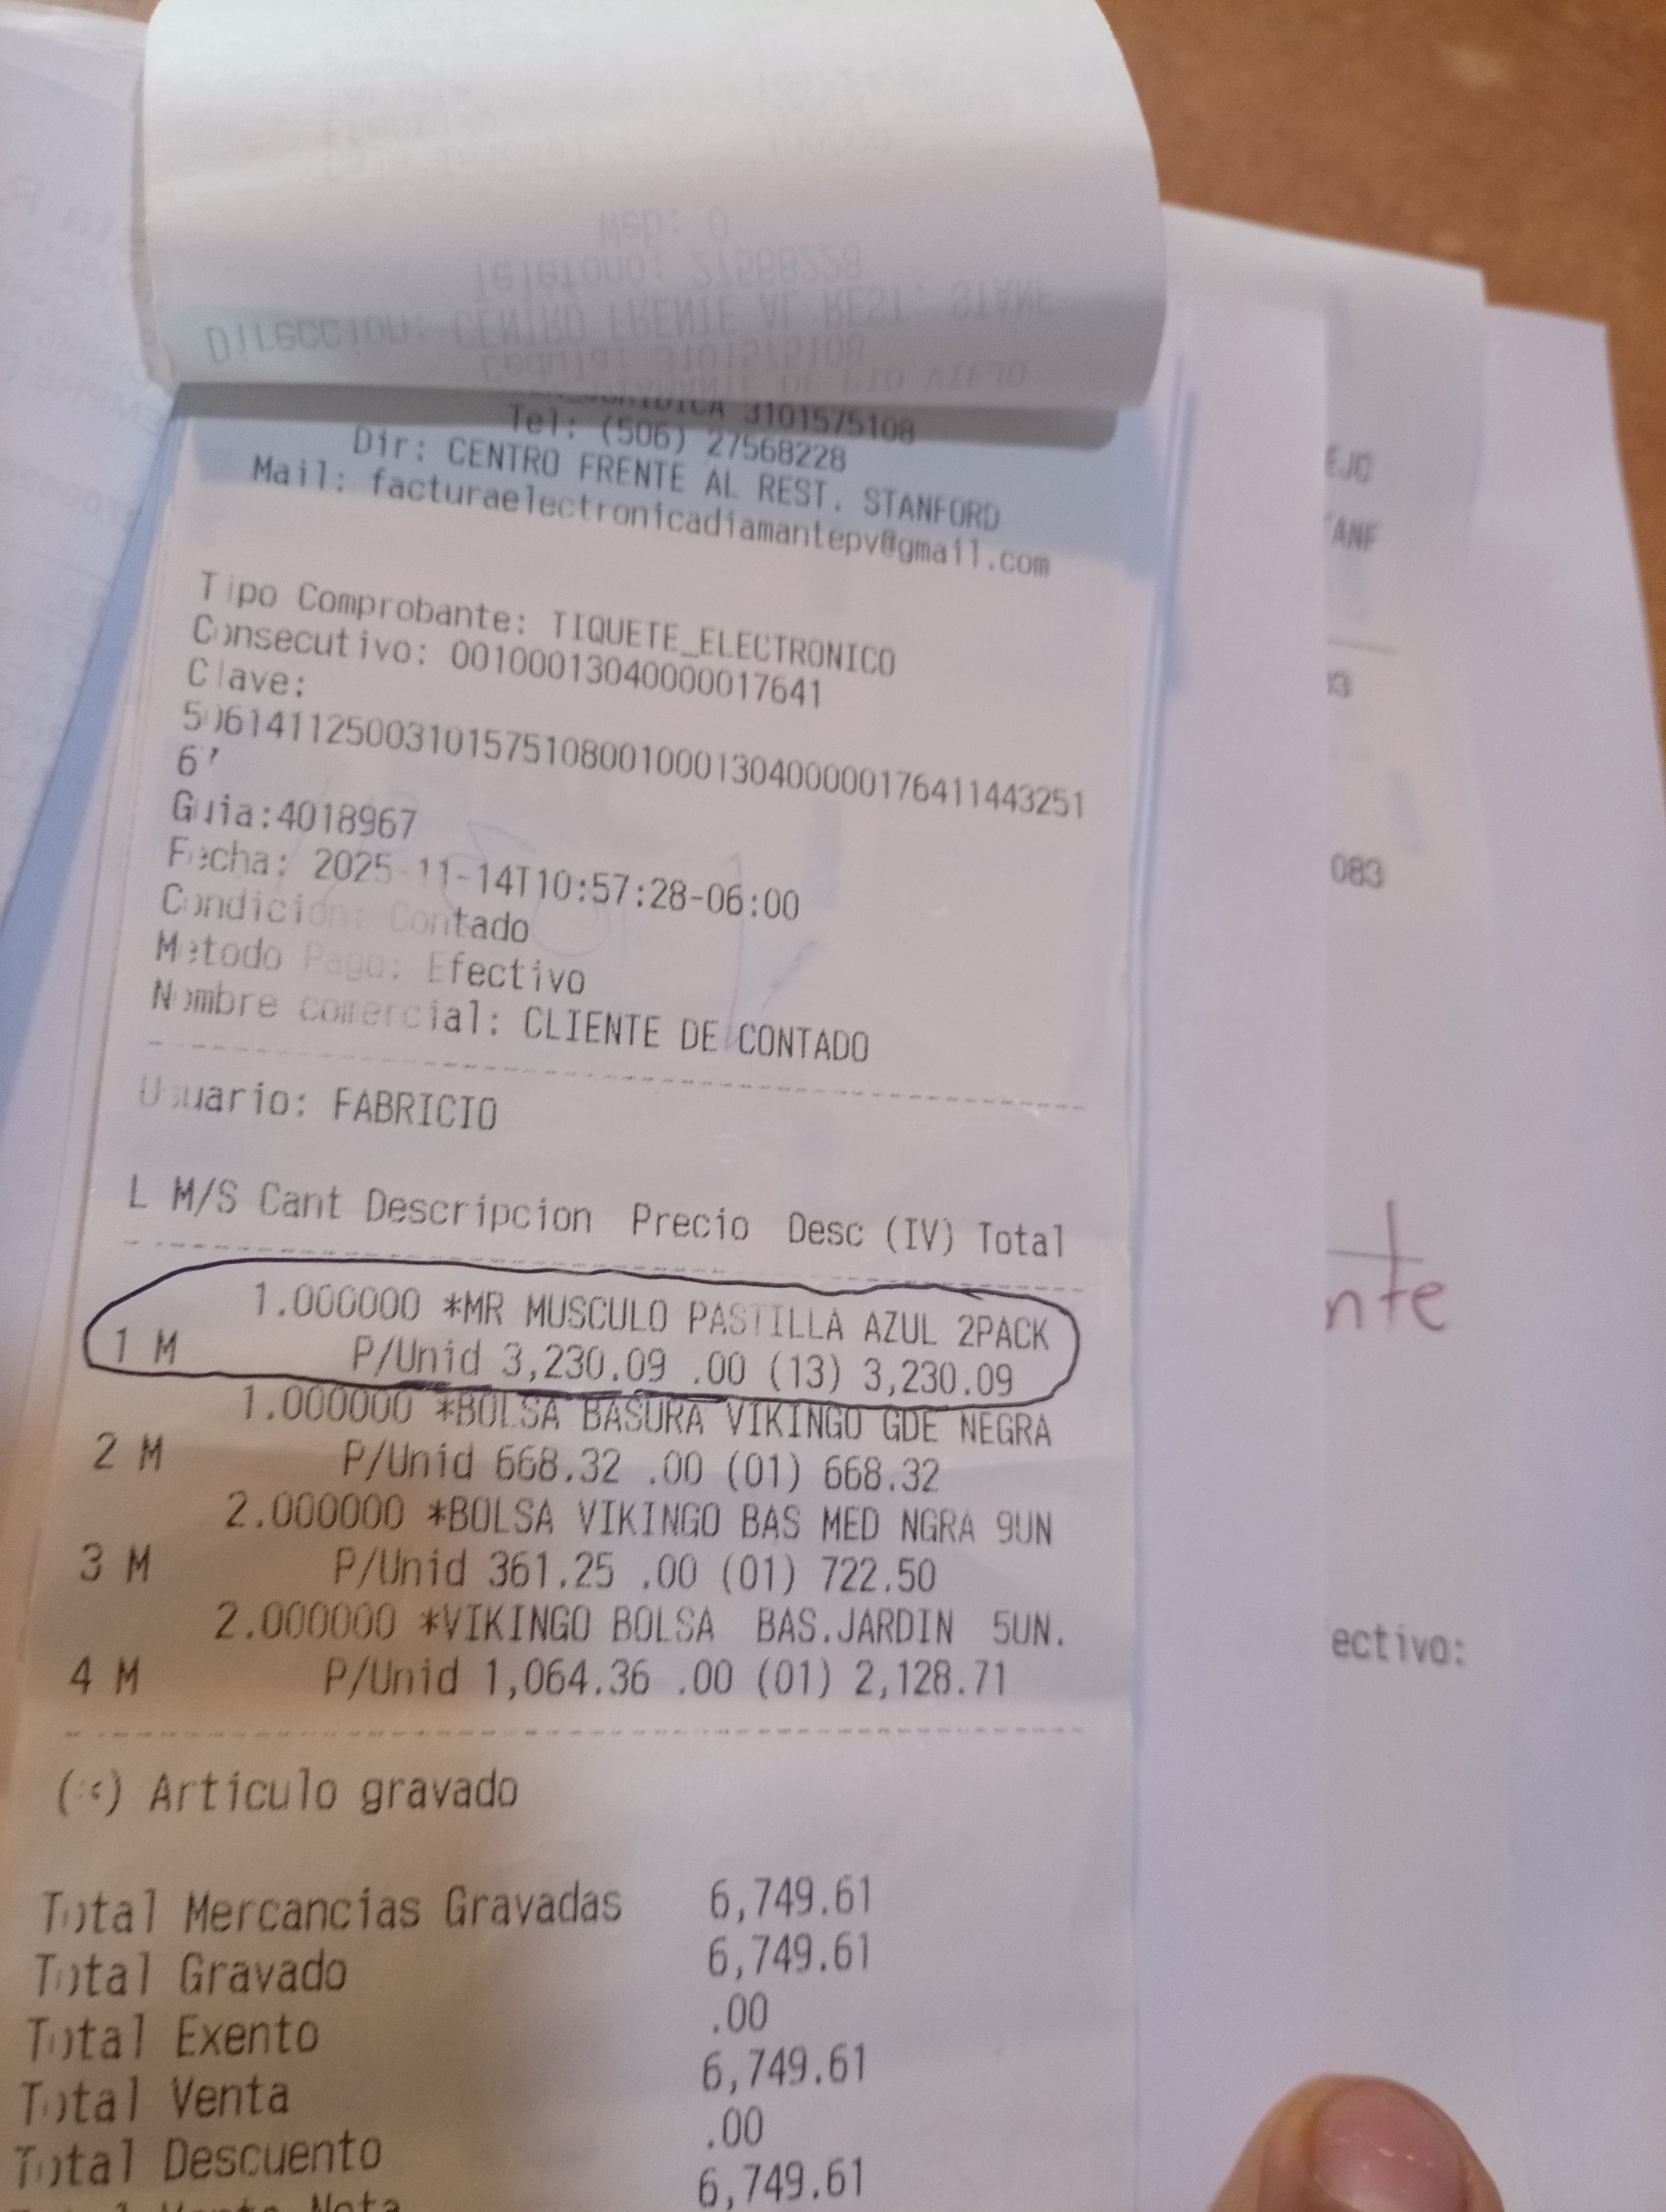 3101575108
Tel: (506) 27568228
Dir: CENTRO FRENTE AL REST. STANFORD
Mail: facturaelectronicadiamantepv@gmail.com
Tipo Comprobante: TIQUETE_ELECTRONICO
Consecutivo: 00100013040000017641
Clave:
506141125003101575108001000130400000176411443251
67
Guia:4018967
Fecha: 2025-11-14T10:57:28-06:00
Condicion: Contado
Metodo Pago: Efectivo
Nombre comercial: CLIENTE DE CONTADO
Usuario: FABRICIO
L M/S Cant Descripcion Precio Desc (IV) Total
1.000000 *MR MUSCULO PASTILLA AZUL 2PACK
1 M P/Unid 3,230.09 .00 (13) 3,230.09
1.000000 *BOLSA BASURA VIKINGO GDE NEGRA
2 M P/Unid 668.32 .00 (01) 668.32
2.000000 *BOLSA VIKINGO BAS MED NGRA 9UN
3 M P/Unid 361.25 .00 (01) 722.50
2.000000 *VIKINGO BOLSA BAS.JARDIN 5UN.
4 M P/Unid 1,064.36 .00 (01) 2,128.71
(*) Articulo gravado
Total Mercancias Gravadas 6,749.61
Total Gravado 6,749.61
Total Exento .00
Total Venta 6,749.61
Total Descuento .00
6,749.61
EJO
TANF
083
nte
ectivo: